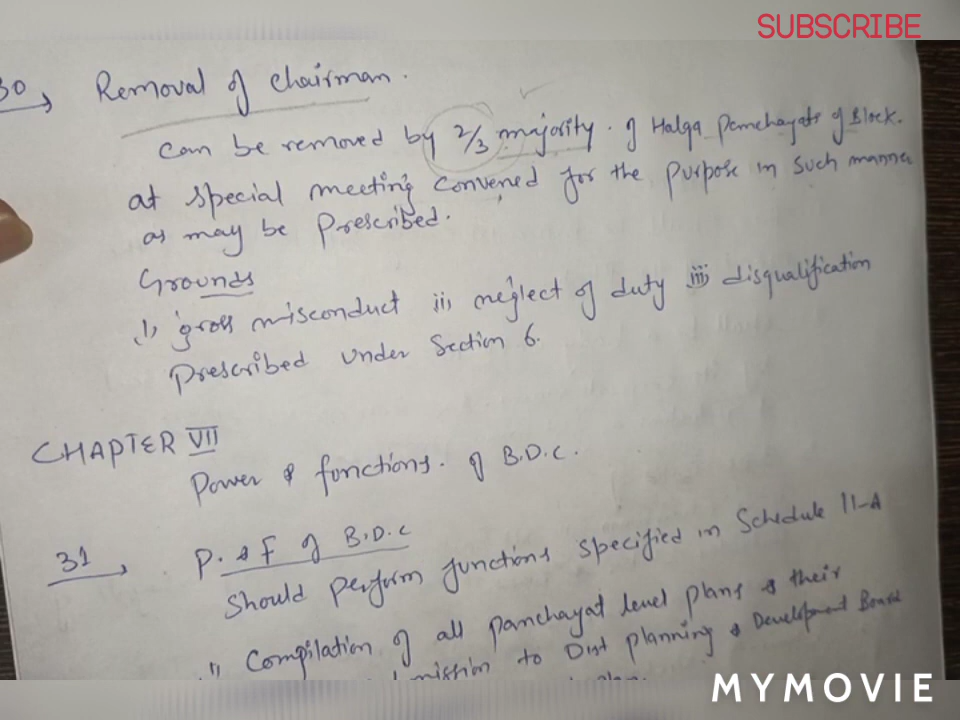 SUBSCRIBE
30 → Removal of Chairman.
can be removed by 2/3 majority. of Halqa Panchayats of Block.
at special meeting convened for the purpose in such manner
as may be Prescribed.
Grounds
i) gross misconduct ii) neglect of duty iii) disqualification
prescribed under Section 6.
CHAPTER VII
Power & functions. of B.D.C.
31 → P. & F of B.D.C
Should perform functions specified in Schedule II-A
1) Compilation of all panchayat level plans & their
mission to Dist planning & Development Board
plan.
MYMOVIE